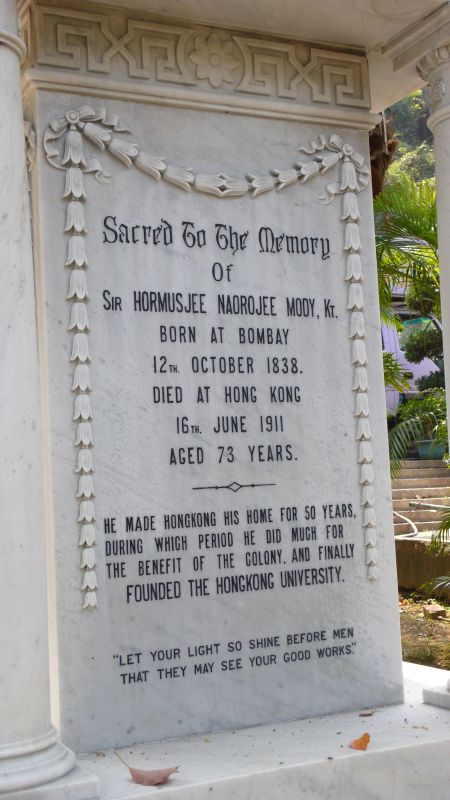 Sacred To The Memory
Of
SIR HORMUSJEE NAOROJEE MODY, KT.
BORN AT BOMBAY
12TH. OCTOBER 1838.
DIED AT HONG KONG
16TH. JUNE 1911
AGED 73 YEARS.
HE MADE HONGKONG HIS HOME FOR 50 YEARS,
DURING WHICH PERIOD HE DID MUCH FOR
THE BENEFIT OF THE COLONY, AND FINALLY
FOUNDED THE HONGKONG UNIVERSITY.
"LET YOUR LIGHT SO SHINE BEFORE MEN
THAT THEY MAY SEE YOUR GOOD WORKS."